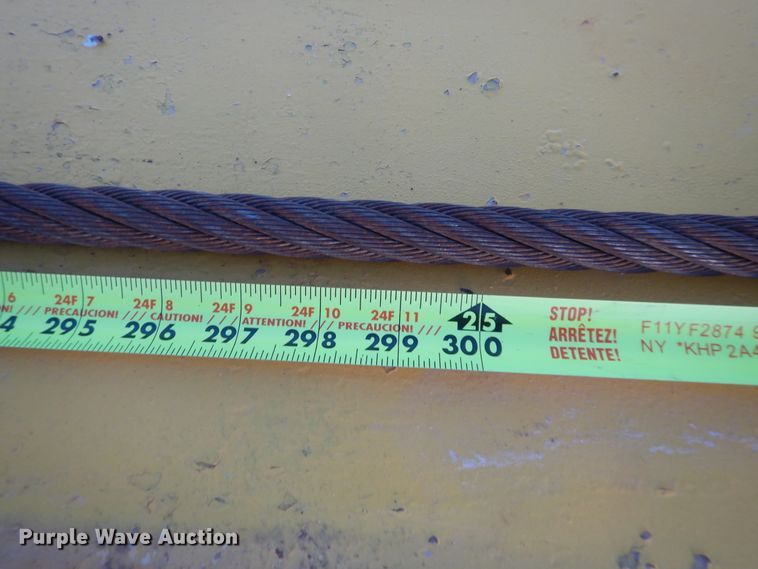 6 24F 7 24F 8 24F 9 24F 10 24F 11
PRECAUCION! /// CAUTION! /// ATTENTION! /// PRECAUCION! ///
4 295 296 297 298 299 300
25
STOP!
ARRÊTEZ!
DETENTE!
F11YF2874 9
NY *KHP 2A4
Purple Wave Auction